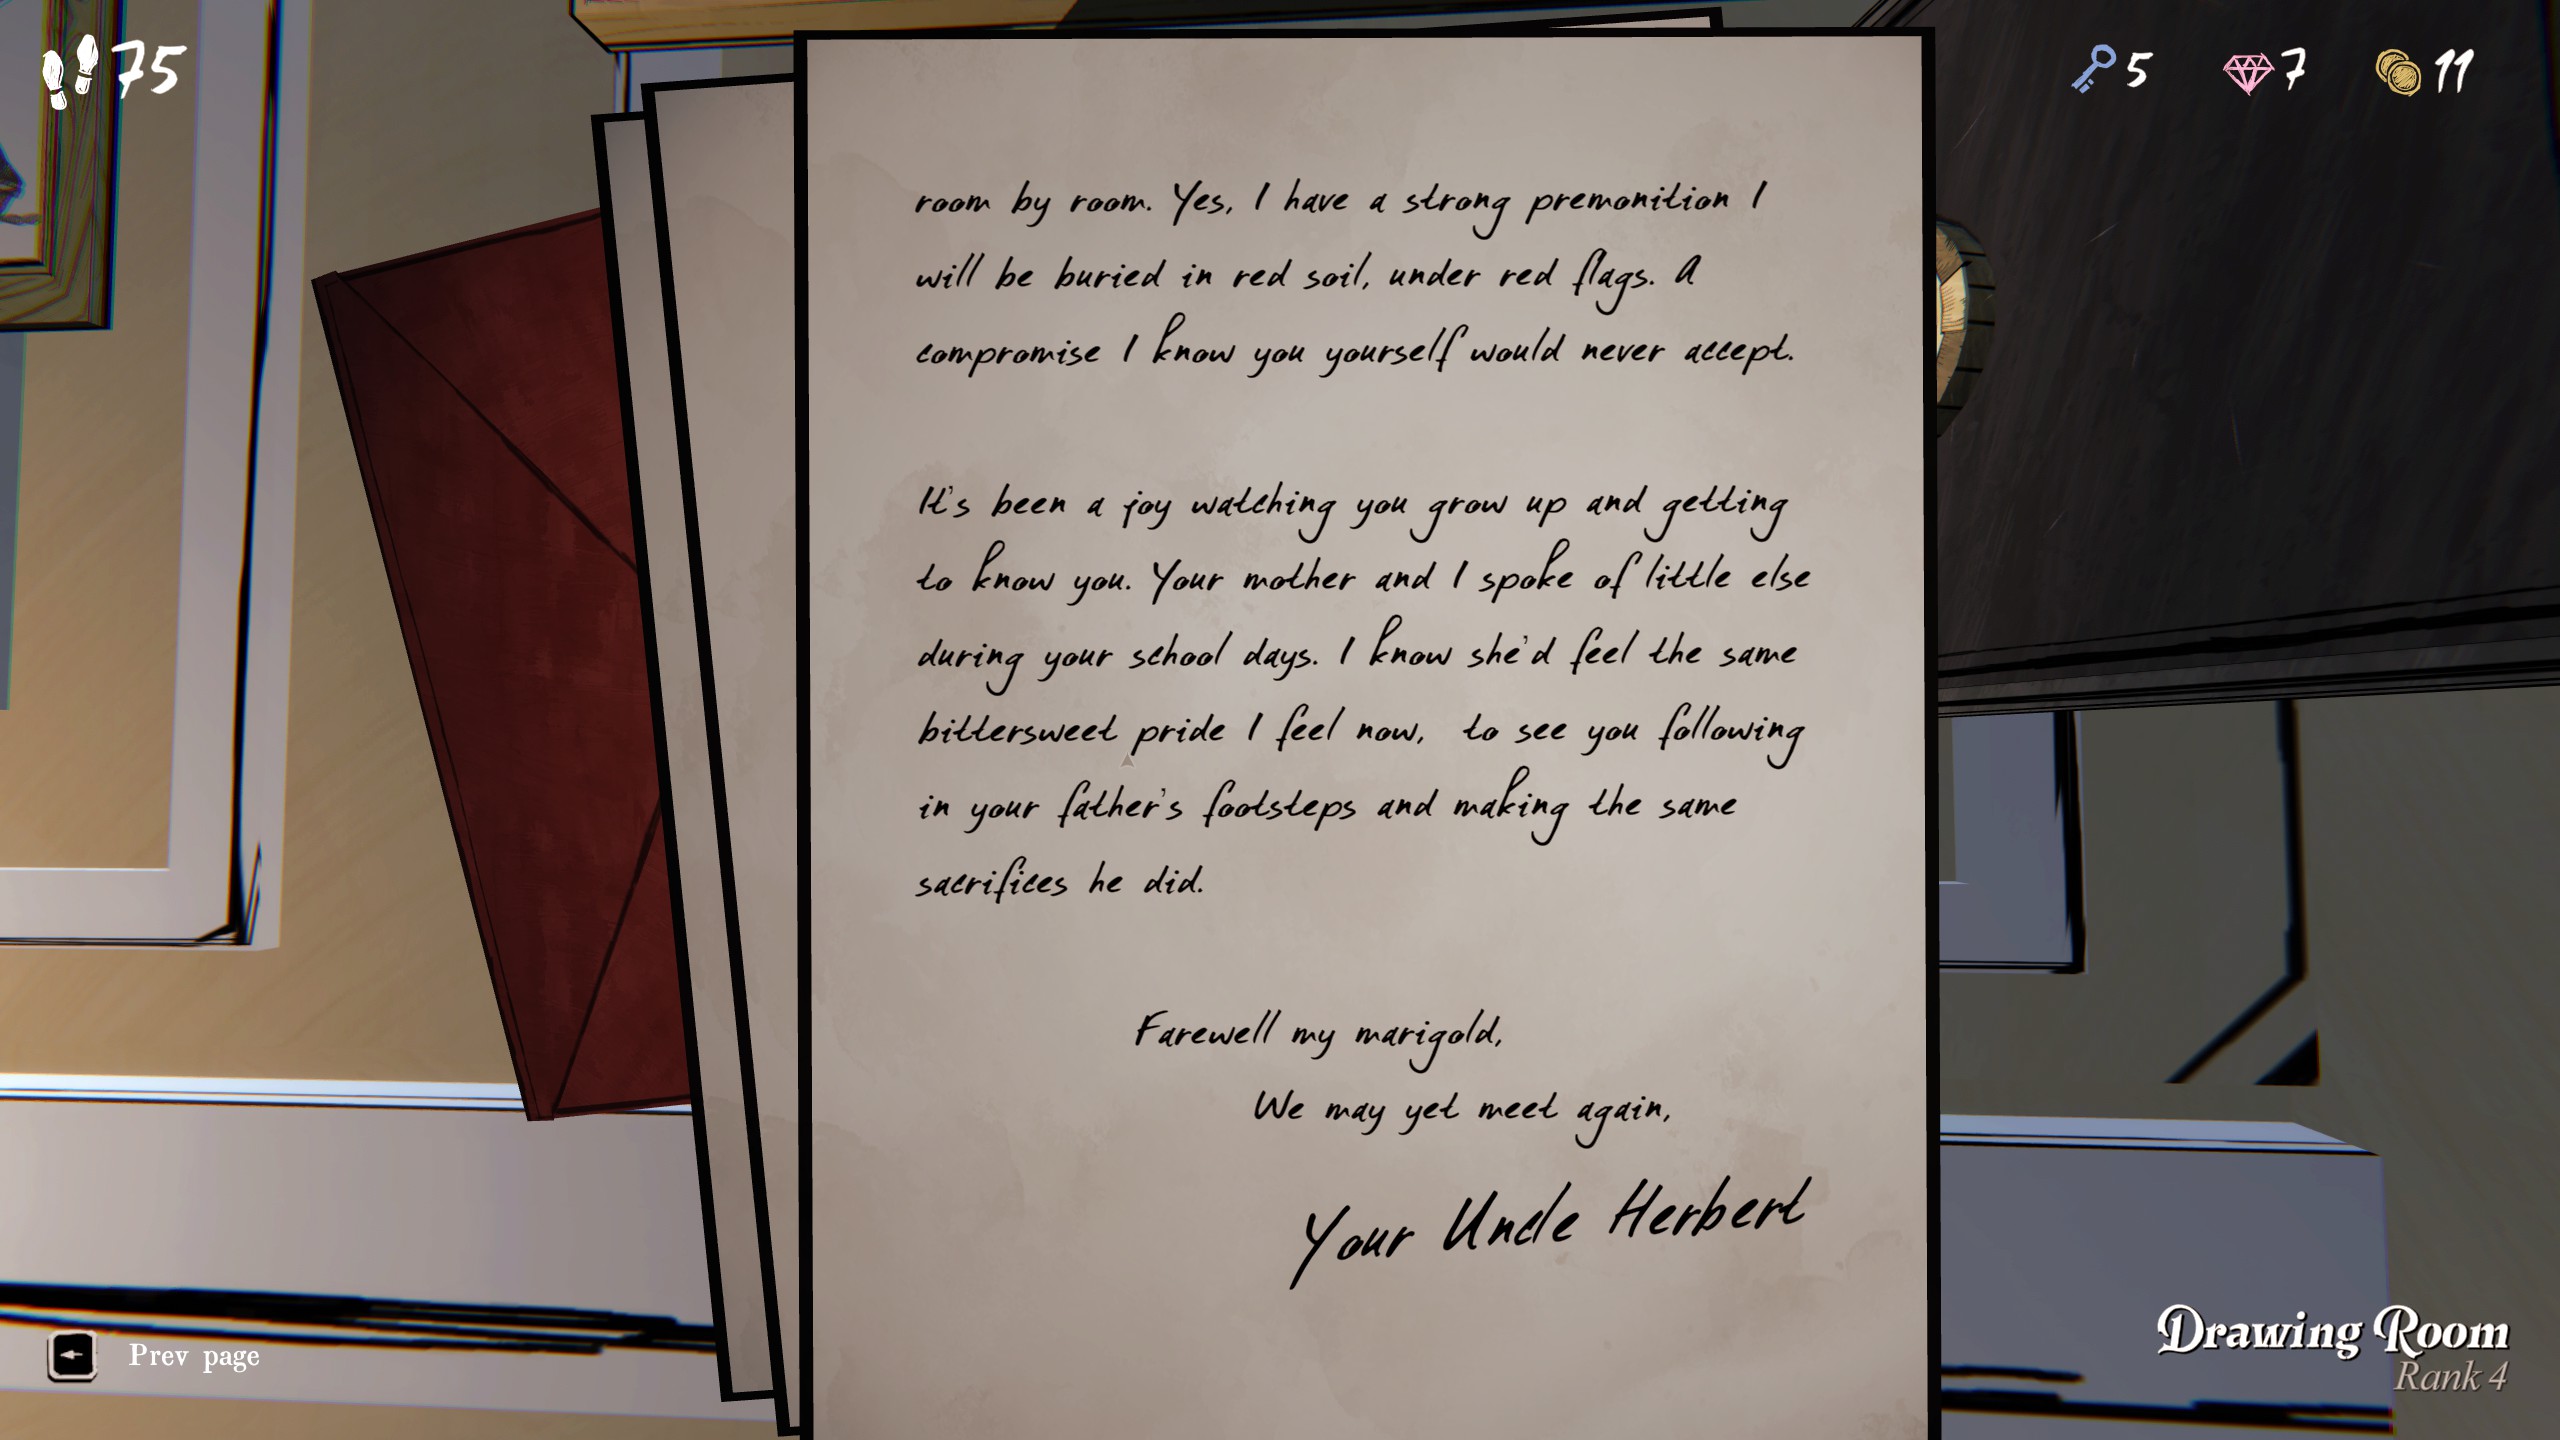 75
5
7
11
room by room. Yes, I have a strong premonition I
will be buried in red soil, under red flags. A
compromise I know you yourself would never accept.
It's been a joy watching you grow up and getting
to know you. Your mother and I spoke of little else
during your school days. I know she'd feel the same
bittersweet pride I feel now, to see you following
in your father's footsteps and making the same
sacrifices he did.
Farewell my marigold,
We may yet meet again,
Your Uncle Herbert
Prev page
Drawing Room
Rank 4